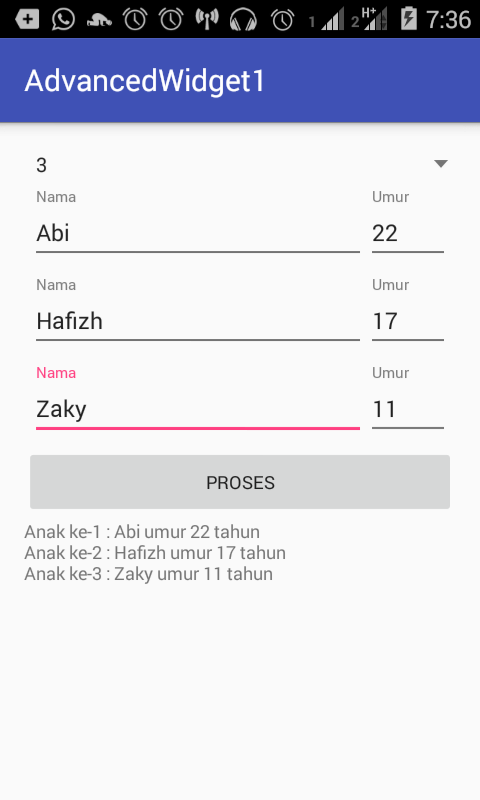 1 2 H+ 7:36
AdvancedWidget1
3
Nama Umur
Abi 22
Nama Umur
Hafizh 17
Nama Umur
Zaky 11
PROSES
Anak ke-1 : Abi umur 22 tahun
Anak ke-2 : Hafizh umur 17 tahun
Anak ke-3 : Zaky umur 11 tahun